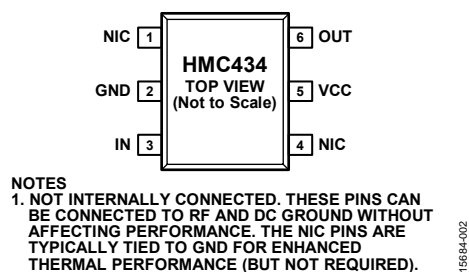 NIC 1
6 OUT
HMC434
TOP VIEW
(Not to Scale)
GND 2
5 VCC
IN 3
4 NIC
NOTES
1. NOT INTERNALLY CONNECTED. THESE PINS CAN
BE CONNECTED TO RF AND DC GROUND WITHOUT
AFFECTING PERFORMANCE. THE NIC PINS ARE
TYPICALLY TIED TO GND FOR ENHANCED
THERMAL PERFORMANCE (BUT NOT REQUIRED).
15684-002